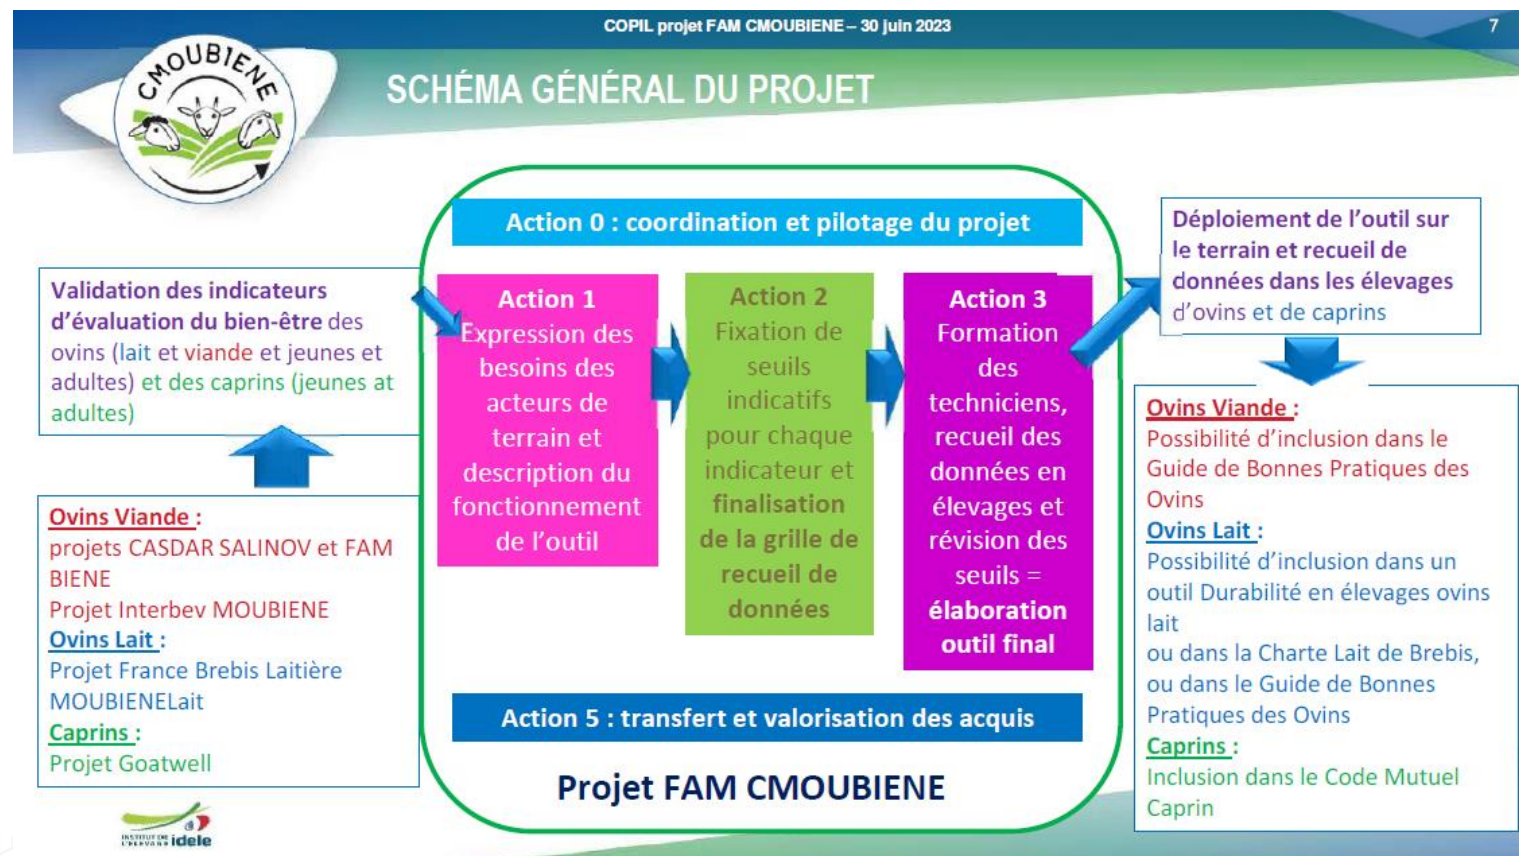 COPIL projet FAM CMOUBIENE – 30 juin 2023
7
CMOUBIENE
SCHÉMA GÉNÉRAL DU PROJET
Validation des indicateurs
d’évaluation du bien-être des
ovins (lait et viande et jeunes et
adultes) et des caprins (jeunes at
adultes)
Ovins Viande :
projets CASDAR SALINOV et FAM
BIENE
Projet Interbev MOUBIENE
Ovins Lait :
Projet France Brebis Laitière
MOUBIENELait
Caprins :
Projet Goatwell
Action 0 : coordination et pilotage du projet
Action 1
Expression des
besoins des
acteurs de
terrain et
description du
fonctionnement
de l’outil
Action 2
Fixation de
seuils
indicatifs
pour chaque
indicateur et
finalisation
de la grille de
recueil de
données
Action 3
Formation
des
techniciens,
recueil des
données en
élevages et
révision des
seuils =
élaboration
outil final
Action 5 : transfert et valorisation des acquis
Projet FAM CMOUBIENE
Déploiement de l’outil sur
le terrain et recueil de
données dans les élevages
d’ovins et de caprins
Ovins Viande :
Possibilité d’inclusion dans le
Guide de Bonnes Pratiques des
Ovins
Ovins Lait :
Possibilité d’inclusion dans un
outil Durabilité en élevages ovins
lait
ou dans la Charte Lait de Brebis,
ou dans le Guide de Bonnes
Pratiques des Ovins
Caprins :
Inclusion dans le Code Mutuel
Caprin
INSTITUT DE
L’ELEVAGE idele